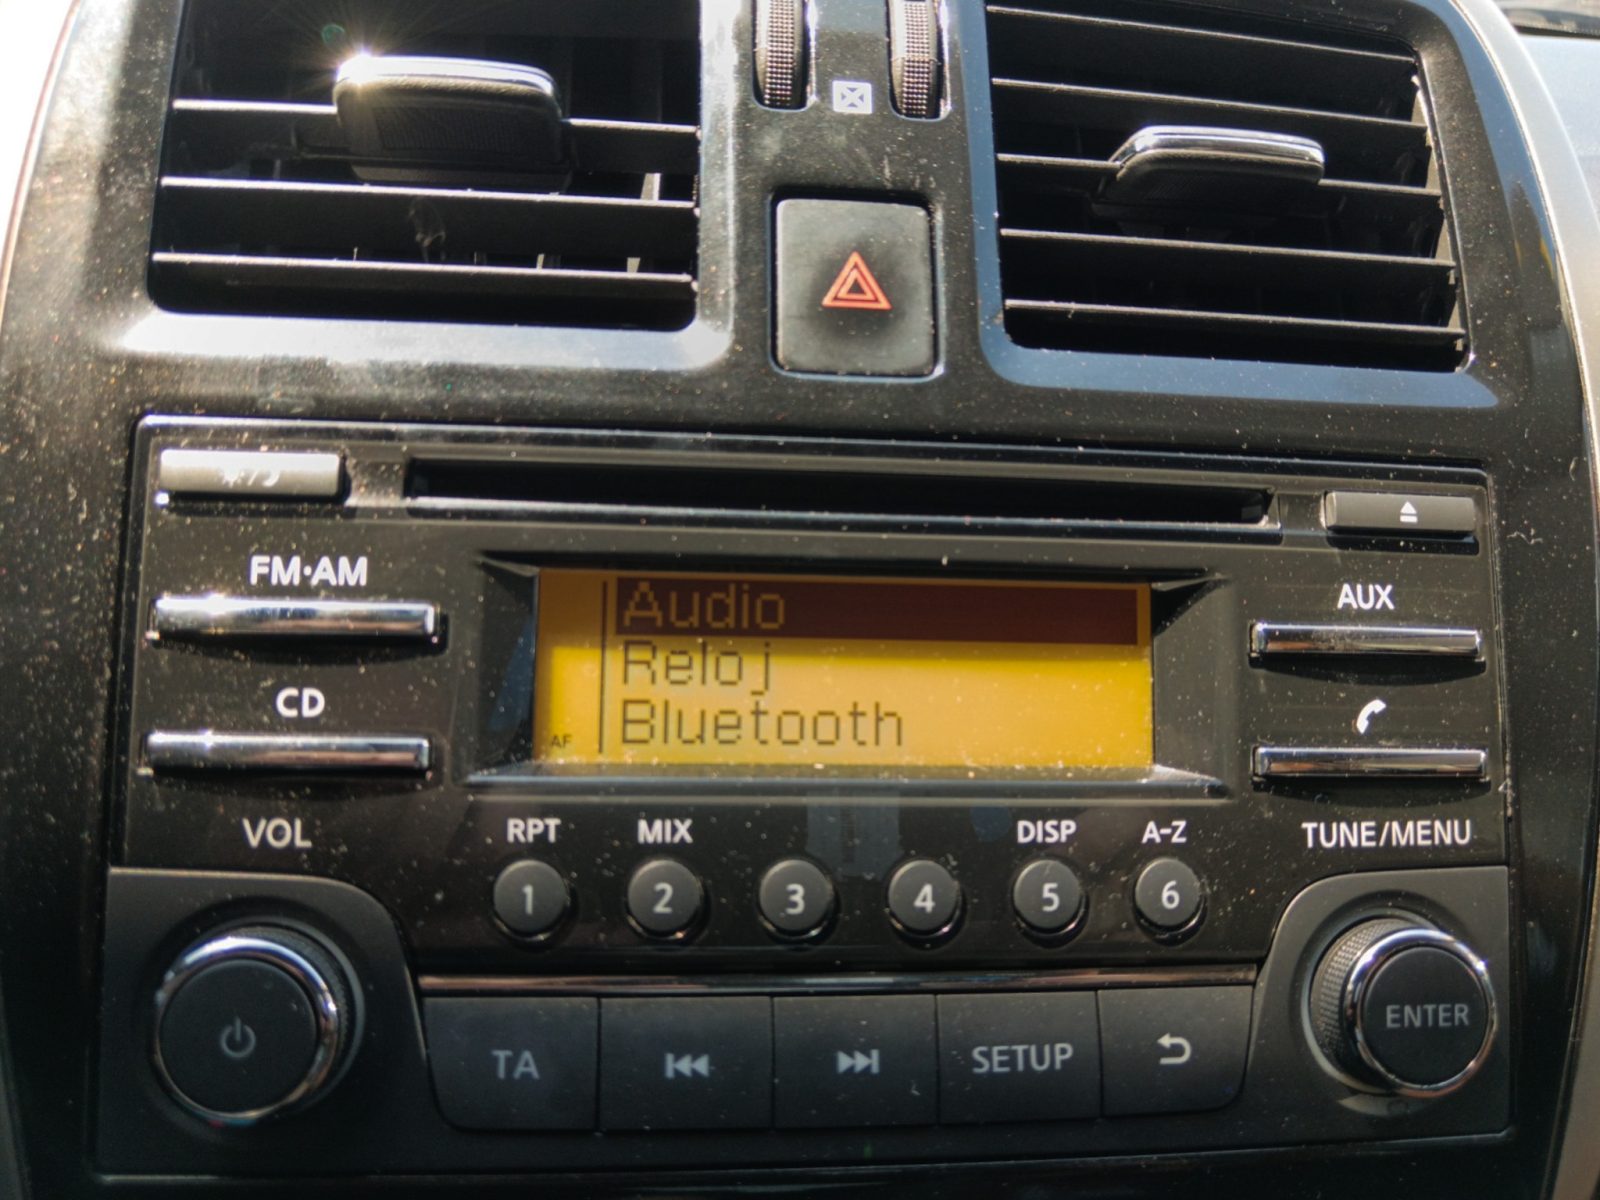 FM·AM
CD
VOL
Audio
Reloj
Bluetooth
AF
AUX
TUNE/MENU
RPT MIX DISP A-Z
1 2 3 4 5 6
TA SETUP
ENTER